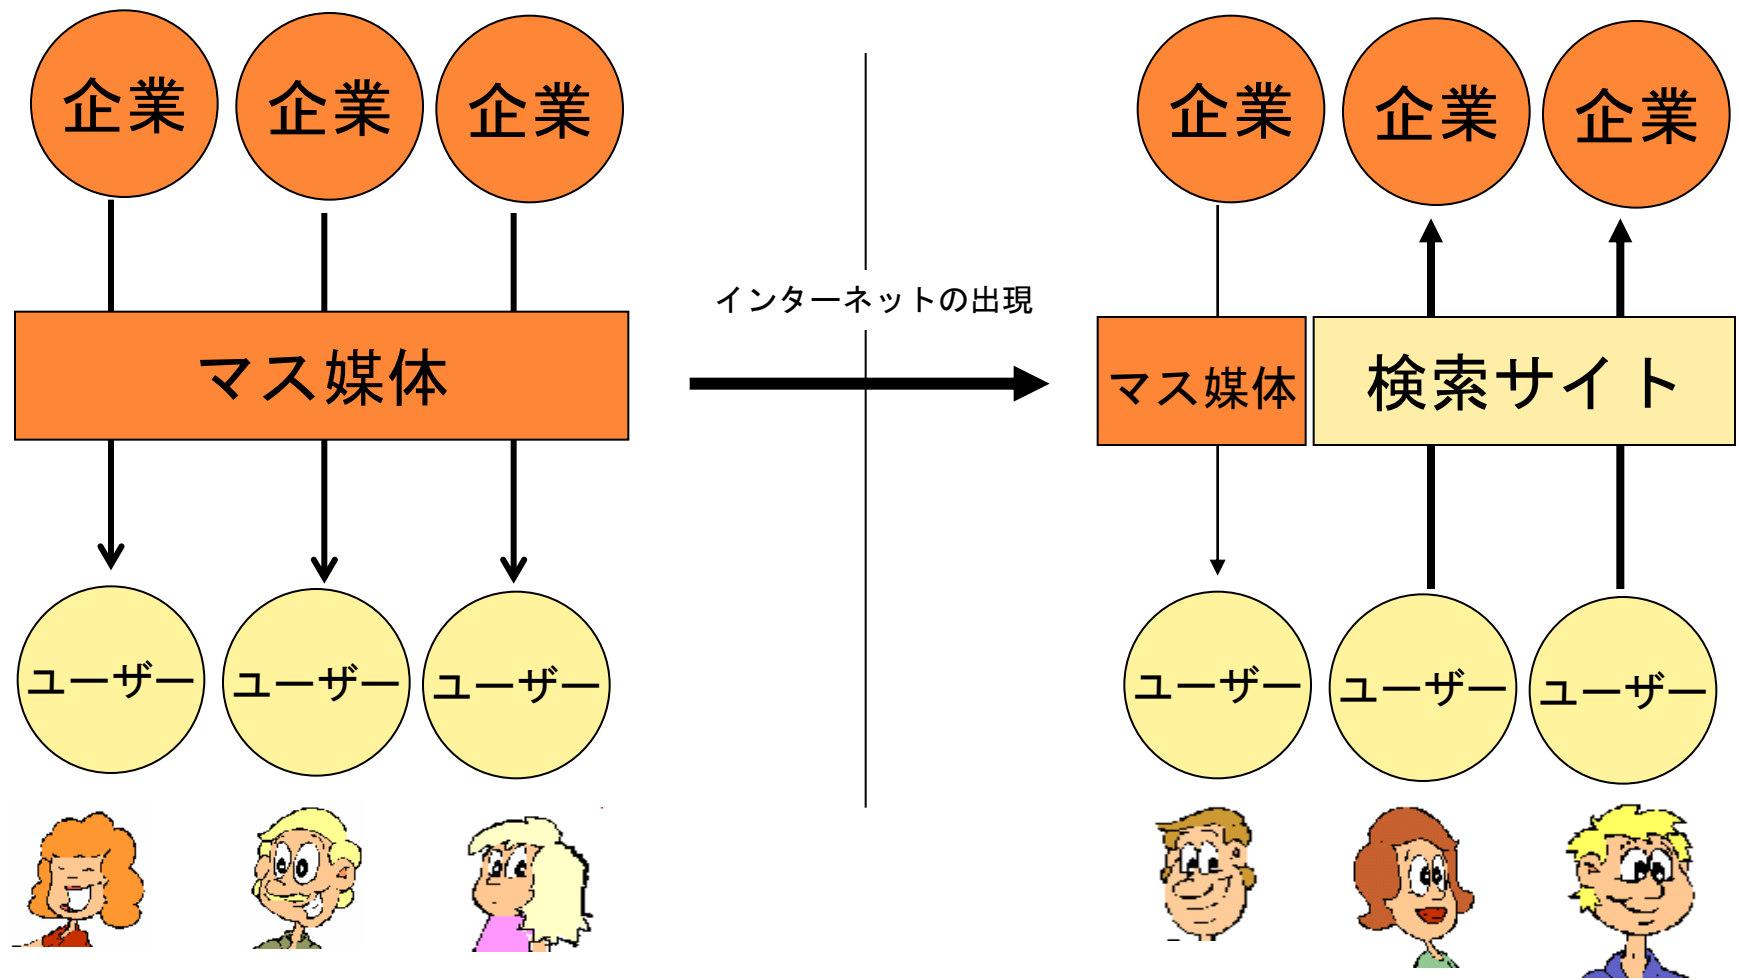 企業
企業
企業
マス媒体
ユーザー
ユーザー
ユーザー
インターネットの出現
企業
企業
企業
マス媒体
検索サイト
ユーザー
ユーザー
ユーザー